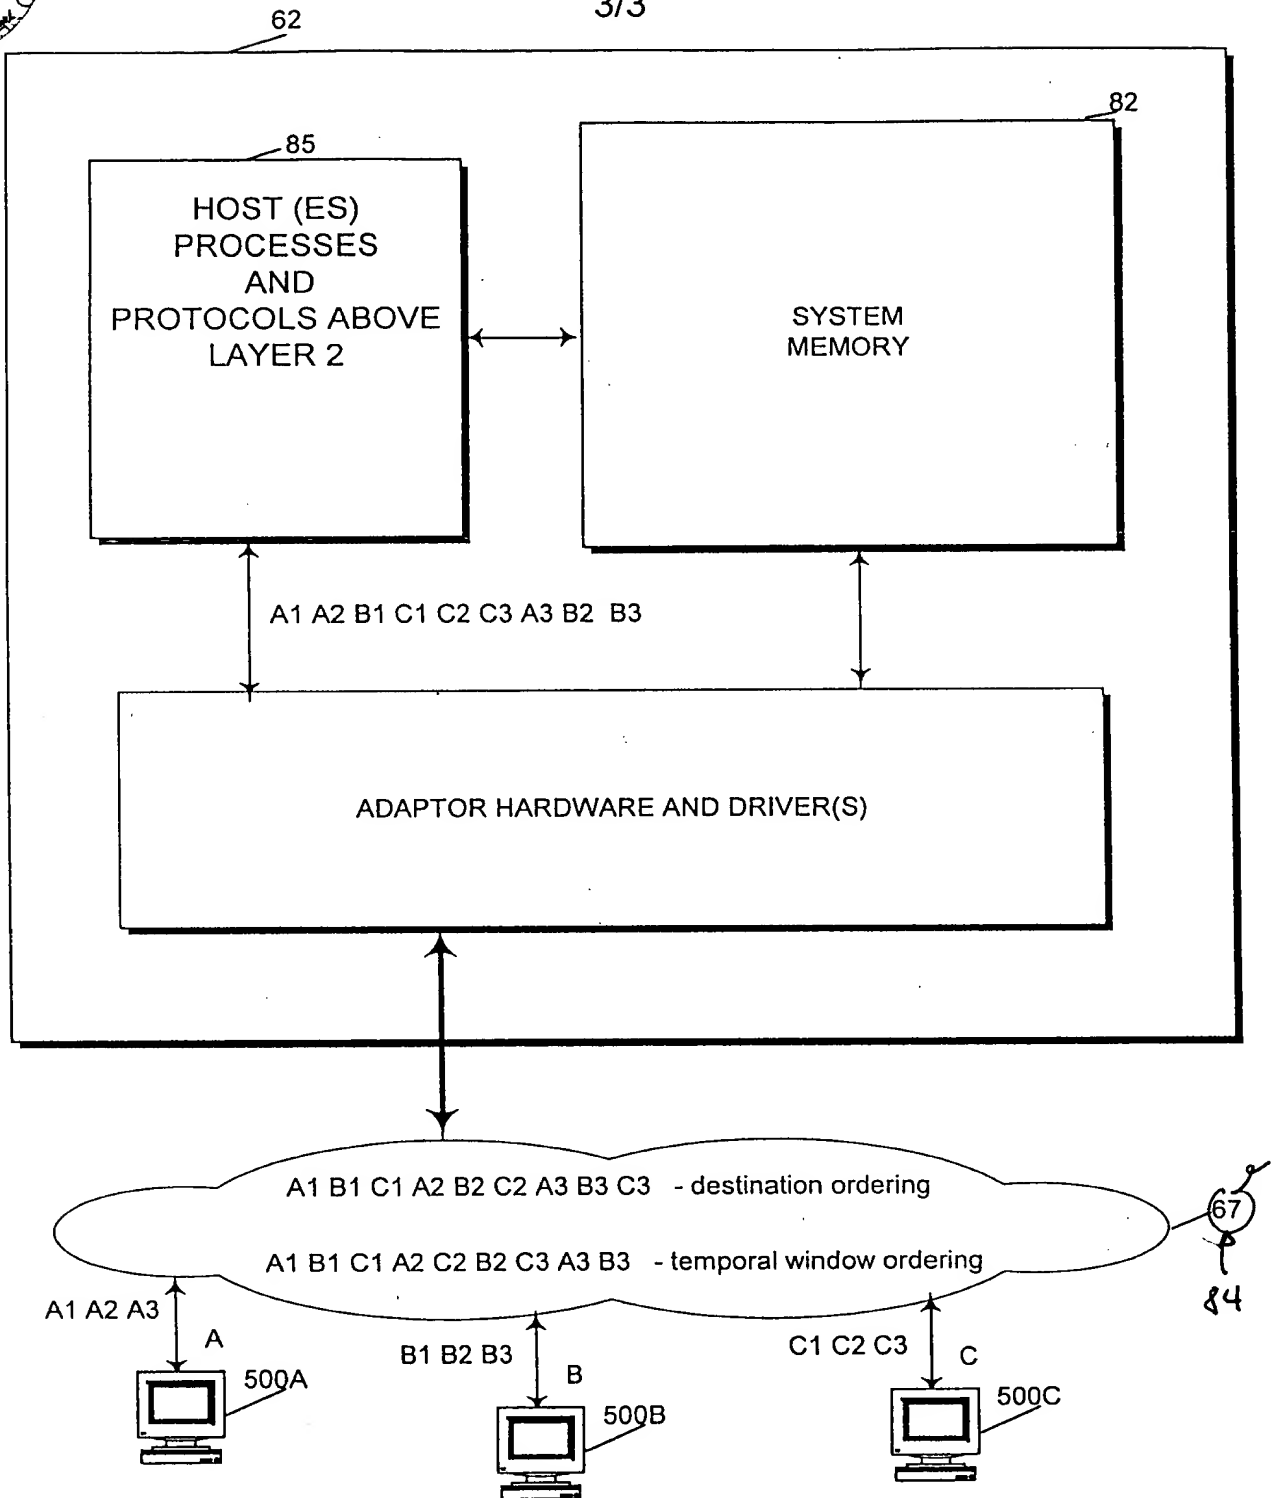 3/3
62
82
85
HOST (ES)
PROCESSES
AND
PROTOCOLS ABOVE
LAYER 2
SYSTEM
MEMORY
A1 A2 B1 C1 C2 C3 A3 B2 B3
ADAPTOR HARDWARE AND DRIVER(S)
A1 B1 C1 A2 B2 C2 A3 B3 C3 - destination ordering
67
A1 B1 C1 A2 C2 B2 C3 A3 B3 - temporal window ordering
84
A1 A2 A3
A
B1 B2 B3
B
C1 C2 C3
C
500A
500B
500C